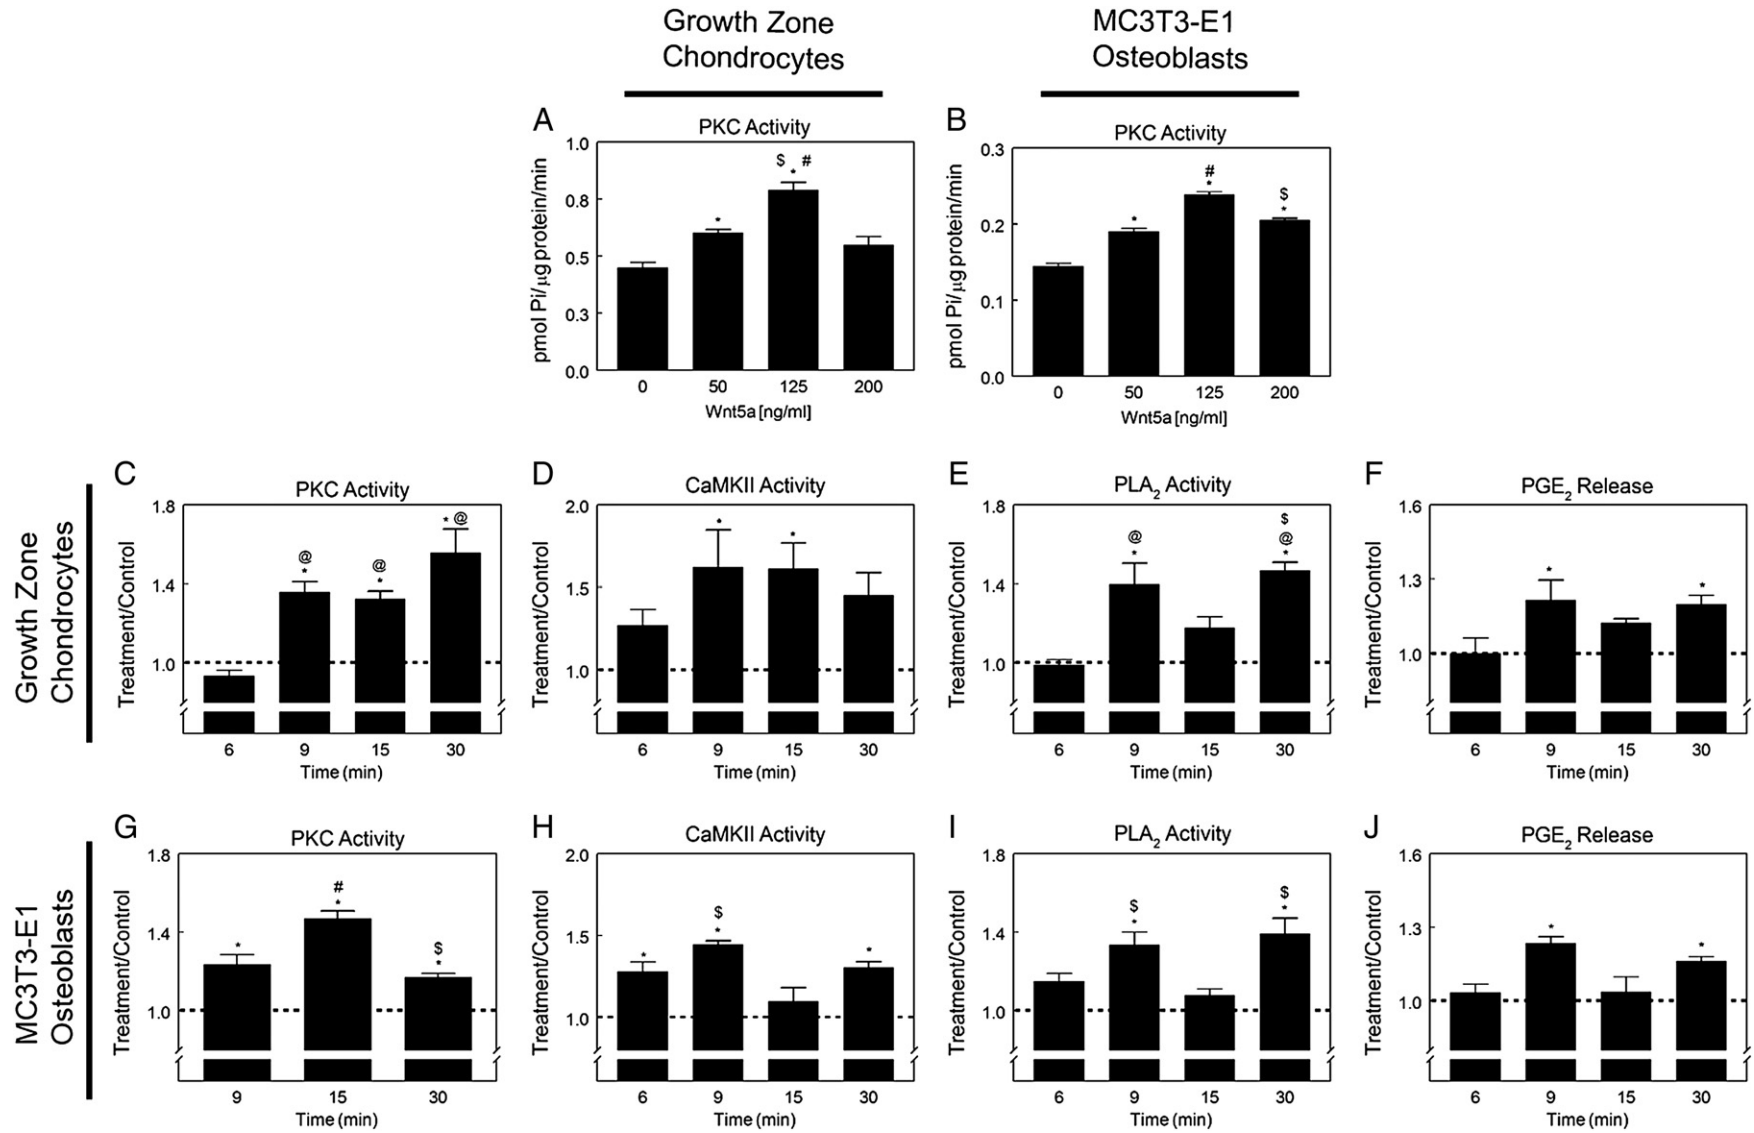 Growth Zone
Chondrocytes
MC3T3-E1
Osteoblasts
A
PKC Activity
pmol Pi/µg protein/min
1.0
0.8
0.5
0.3
0.0
*
$ #
*
0 50 125 200
Wnt5a [ng/ml]
B
PKC Activity
pmol Pi/µg protein/min
0.3
0.2
0.1
0.0
*
#
*
$
*
0 50 125 200
Wnt5a [ng/ml]
Growth Zone
Chondrocytes
C
PKC Activity
Treatment/Control
1.8
1.4
1.0
@
*
@
*
* @
6 9 15 30
Time (min)
D
CaMKII Activity
Treatment/Control
2.0
1.5
1.0
*
*
6 9 15 30
Time (min)
E
PLA2 Activity
Treatment/Control
1.8
1.4
1.0
@
*
$
@
*
6 9 15 30
Time (min)
F
PGE2 Release
Treatment/Control
1.6
1.3
1.0
*
*
6 9 15 30
Time (min)
MC3T3-E1
Osteoblasts
G
PKC Activity
Treatment/Control
1.8
1.4
1.0
*
#
*
$
*
9 15 30
Time (min)
H
CaMKII Activity
Treatment/Control
2.0
1.5
1.0
*
$
*
*
6 9 15 30
Time (min)
I
PLA2 Activity
Treatment/Control
1.8
1.4
1.0
$
*
$
*
6 9 15 30
Time (min)
J
PGE2 Release
Treatment/Control
1.6
1.3
1.0
*
*
6 9 15 30
Time (min)